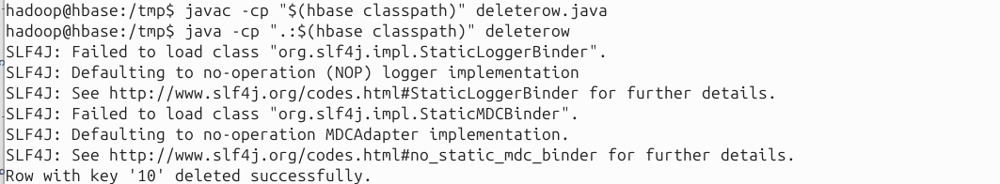 hadoop@hbase:/tmp$ javac -cp "$(hbase classpath)" deleterow.java
hadoop@hbase:/tmp$ java -cp ".:$(hbase classpath)" deleterow
SLF4J: Failed to load class "org.slf4j.impl.StaticLoggerBinder".
SLF4J: Defaulting to no-operation (NOP) logger implementation
SLF4J: See http://www.slf4j.org/codes.html#StaticLoggerBinder for further details.
SLF4J: Failed to load class "org.slf4j.impl.StaticMDCBinder".
SLF4J: Defaulting to no-operation MDCAdapter implementation.
SLF4J: See http://www.slf4j.org/codes.html#no_static_mdc_binder for further details.
Row with key '10' deleted successfully.